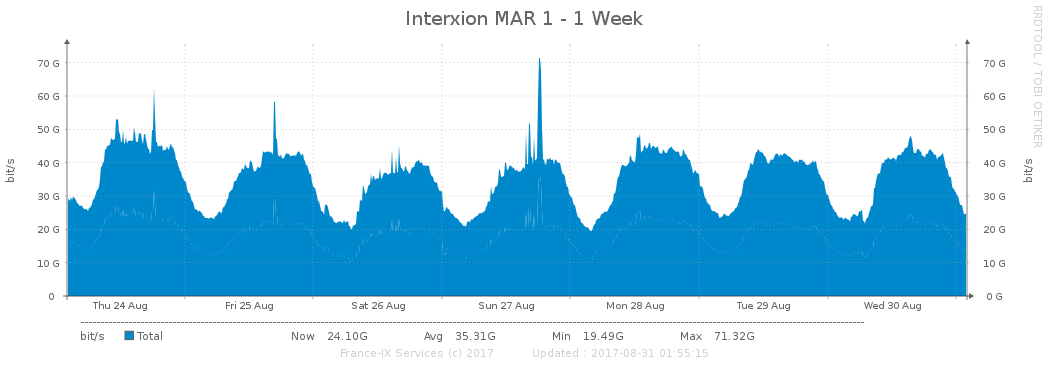 Interxion MAR 1 - 1 Week
RRDTOOL / TOBI OETIKER
bit/s
bit/s
70 G 70 G
60 G 60 G
50 G 50 G
40 G 40 G
30 G 30 G
20 G 20 G
10 G 10 G
0 0 G
Thu 24 Aug Fri 25 Aug Sat 26 Aug Sun 27 Aug Mon 28 Aug Tue 29 Aug Wed 30 Aug
bit/s Total Now 24.10G Avg 35.31G Min 19.49G Max 71.32G
France-IX Services (c) 2017 Updated : 2017-08-31 01:55:15